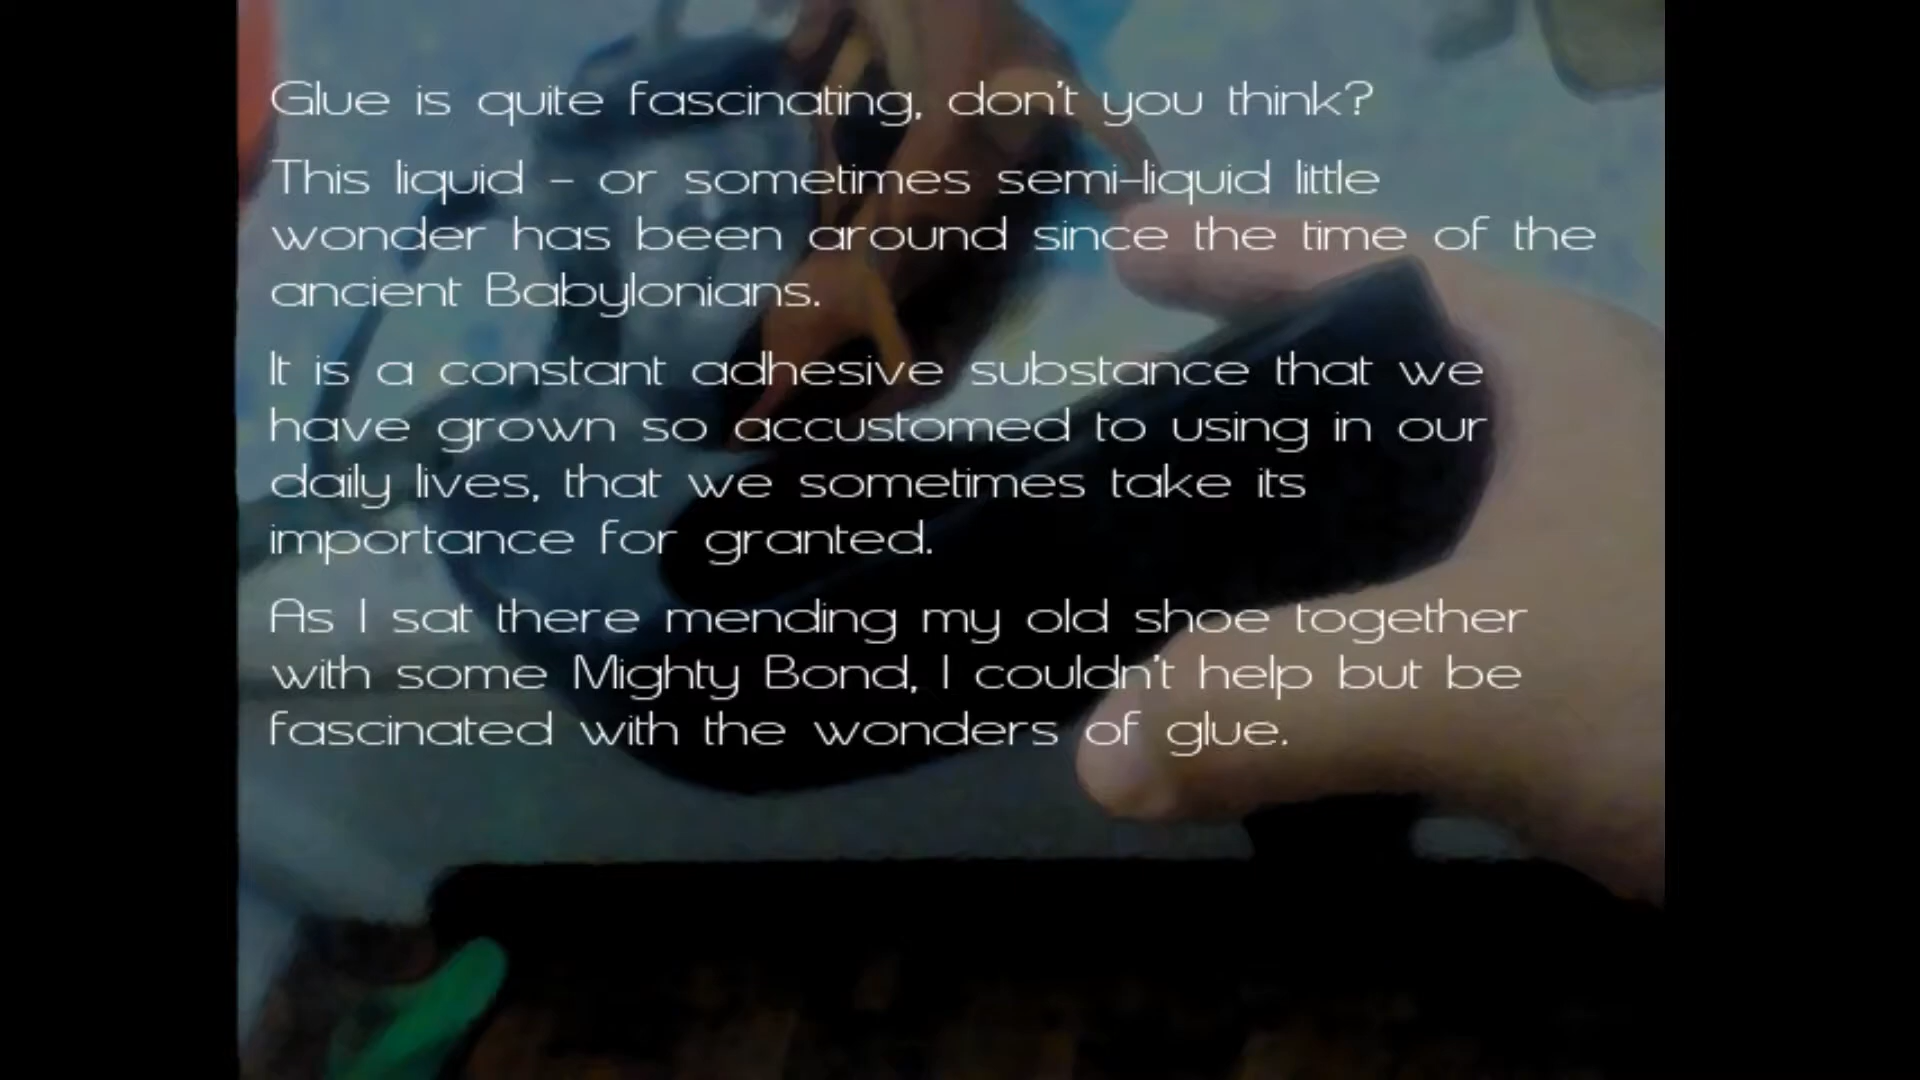 Glue is quite fascinating, don't you think?
This liquid - or sometimes semi-liquid little
wonder has been around since the time of the
ancient Babylonians.
It is a constant adhesive substance that we
have grown so accustomed to using in our
daily lives, that we sometimes take its
importance for granted.
As I sat there mending my old shoe together
with some Mighty Bond, I couldn't help but be
fascinated with the wonders of glue.